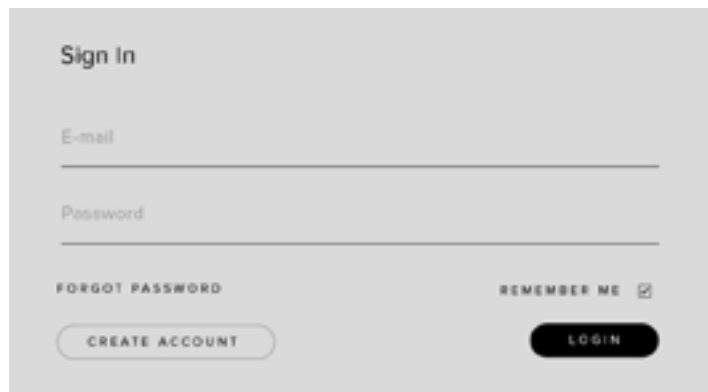 Sign In
E-mail
Password
FORGOT PASSWORD REMEMBER ME
CREATE ACCOUNT LOGIN